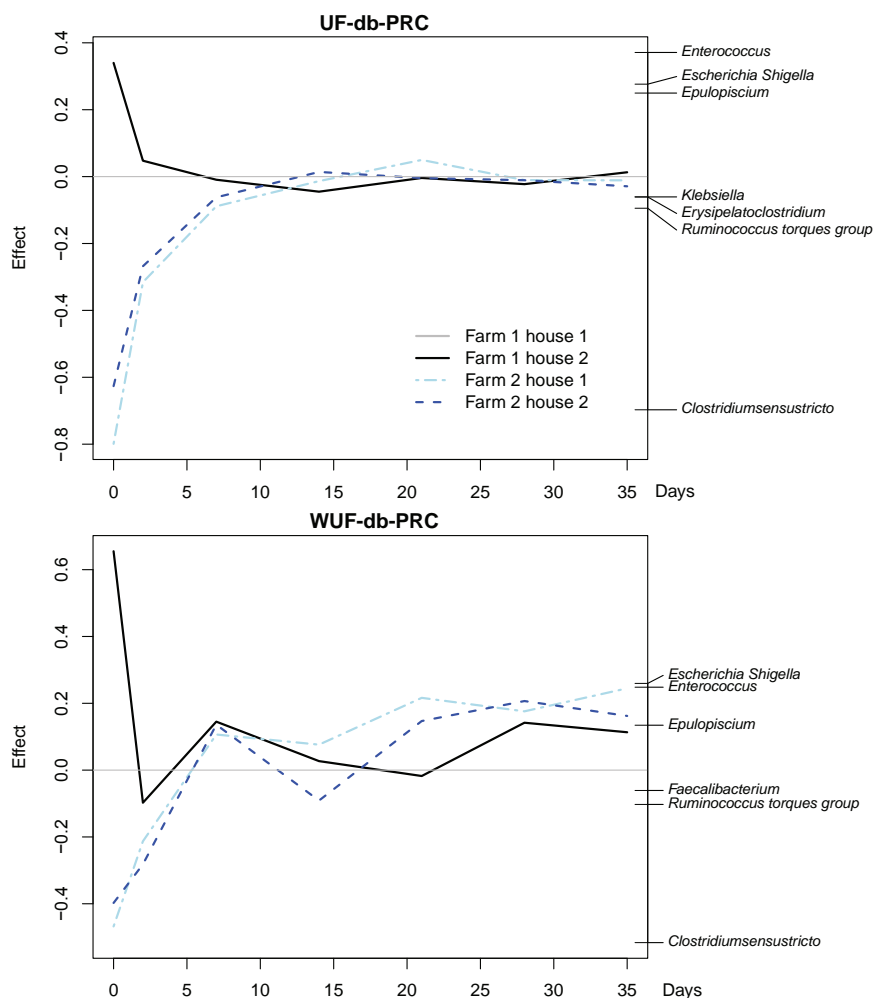 UF-db-PRC
0.4
0.2
0.0
−0.2
−0.4
−0.6
−0.8
Effect
Enterococcus
Escherichia Shigella
Epulopiscium
Klebsiella
Erysipelatoclostridium
Ruminococcus torques group
Clostridiumsensustricto
Farm 1 house 1
Farm 1 house 2
Farm 2 house 1
Farm 2 house 2
0 5 10 15 20 25 30 35 Days
WUF-db-PRC
0.6
0.4
0.2
0.0
−0.2
−0.4
Effect
Escherichia Shigella
Enterococcus
Epulopiscium
Faecalibacterium
Ruminococcus torques group
Clostridiumsensustricto
0 5 10 15 20 25 30 35 Days